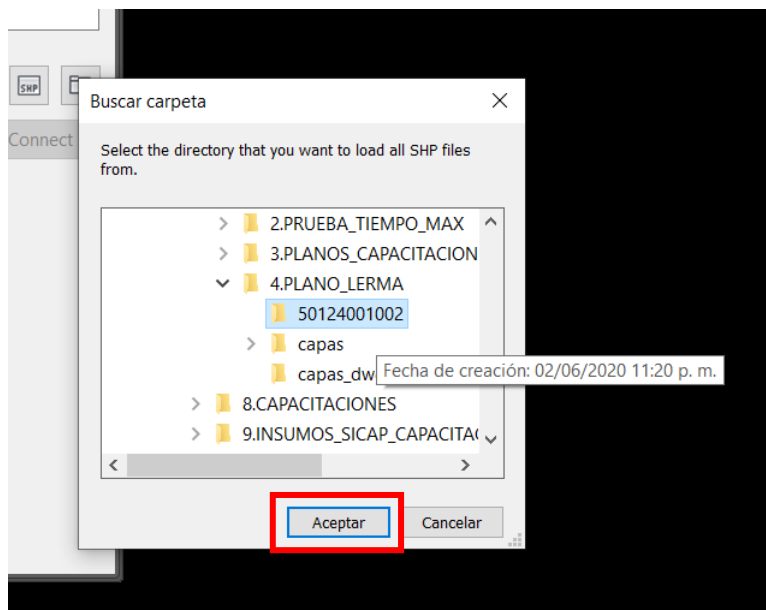 SHP
Buscar carpeta
Connect
Select the directory that you want to load all SHP files
from.
2.PRUEBA_TIEMPO_MAX
3.PLANOS_CAPACITACION
4.PLANO_LERMA
50124001002
capas
capas_dw
Fecha de creación: 02/06/2020 11:20 p. m.
8.CAPACITACIONES
9.INSUMOS_SICAP_CAPACITA
Aceptar
Cancelar